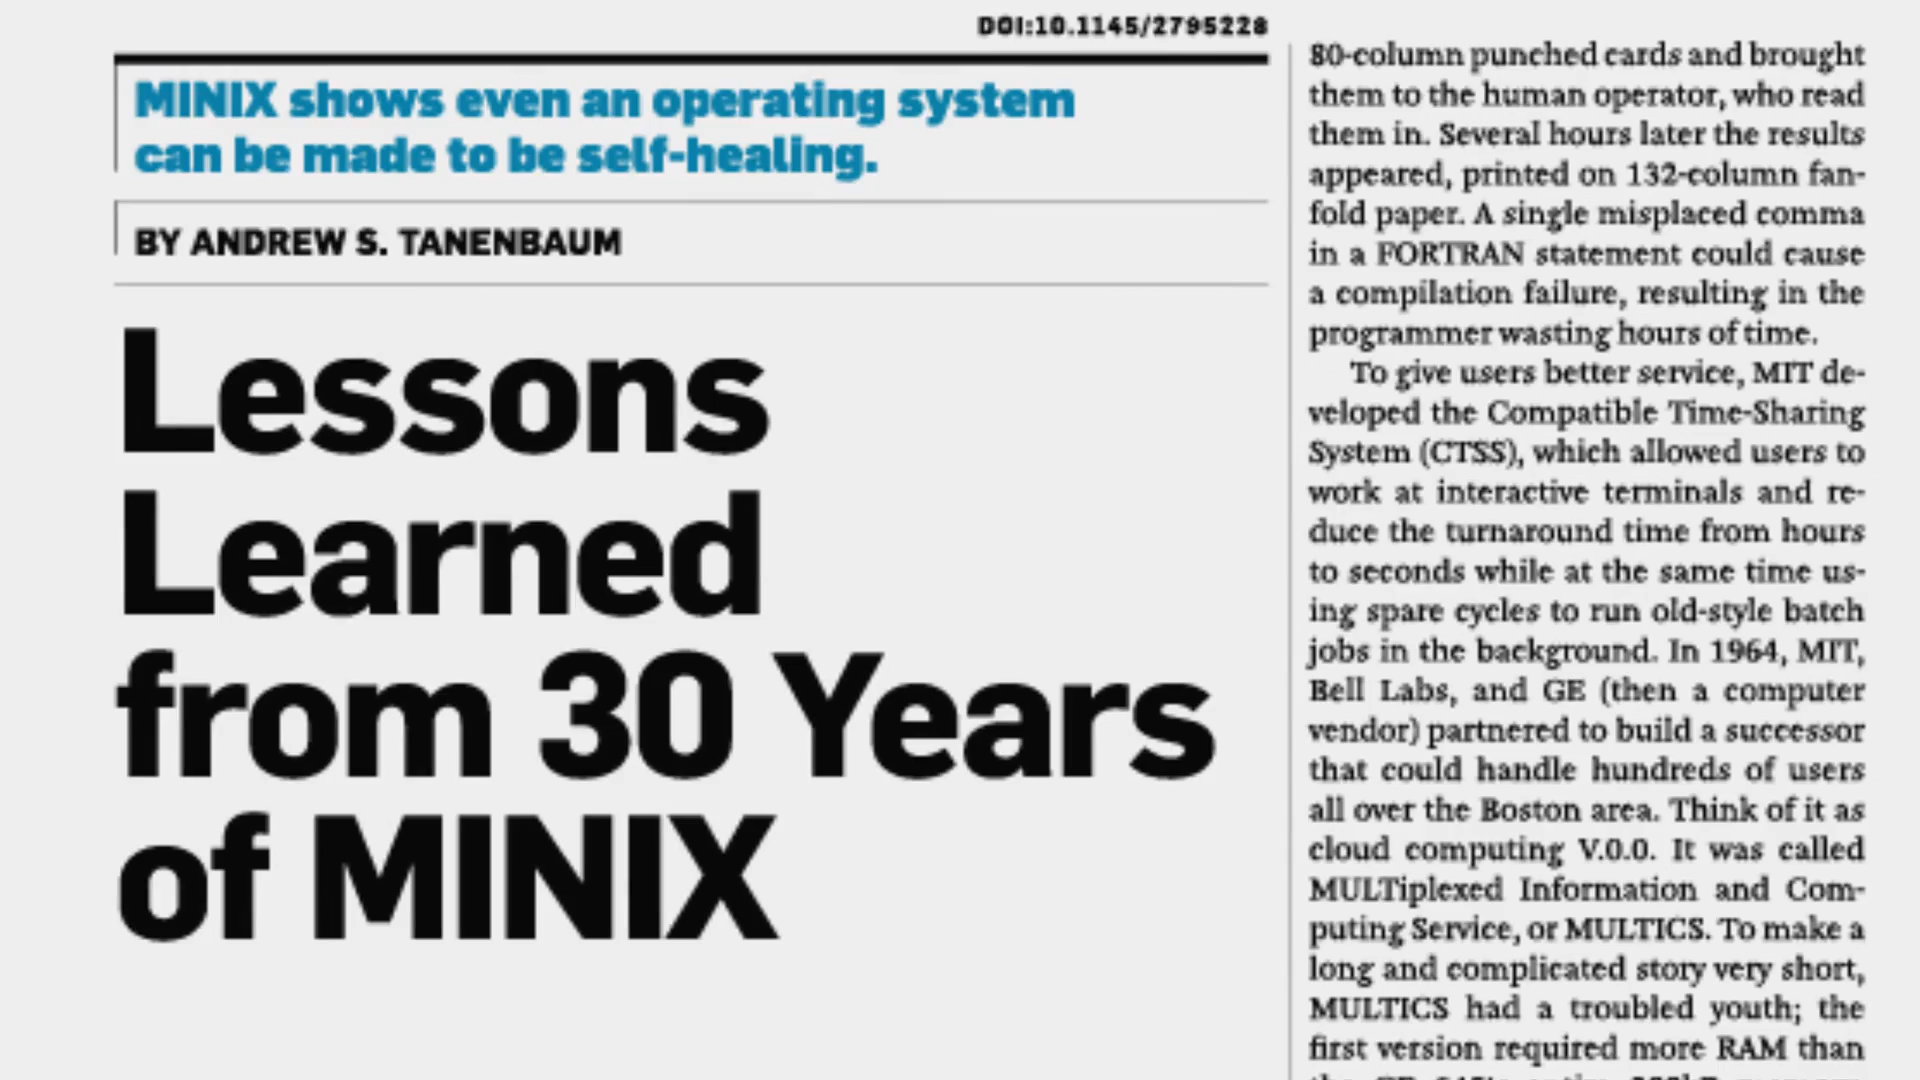 DOI:10.1145/2795228
MINIX shows even an operating system
can be made to be self-healing.
BY ANDREW S. TANENBAUM
Lessons
Learned
from 30 Years
of MINIX
80-column punched cards and brought
them to the human operator, who read
them in. Several hours later the results
appeared, printed on 132-column fan-
fold paper. A single misplaced comma
in a FORTRAN statement could cause
a compilation failure, resulting in the
programmer wasting hours of time.
To give users better service, MIT de-
veloped the Compatible Time-Sharing
System (CTSS), which allowed users to
work at interactive terminals and re-
duce the turnaround time from hours
to seconds while at the same time us-
ing spare cycles to run old-style batch
jobs in the background. In 1964, MIT,
Bell Labs, and GE (then a computer
vendor) partnered to build a successor
that could handle hundreds of users
all over the Boston area. Think of it as
cloud computing V.0.0. It was called
MULTiplexed Information and Com-
puting Service, or MULTICS. To make a
long and complicated story very short,
MULTICS had a troubled youth; the
first version required more RAM than